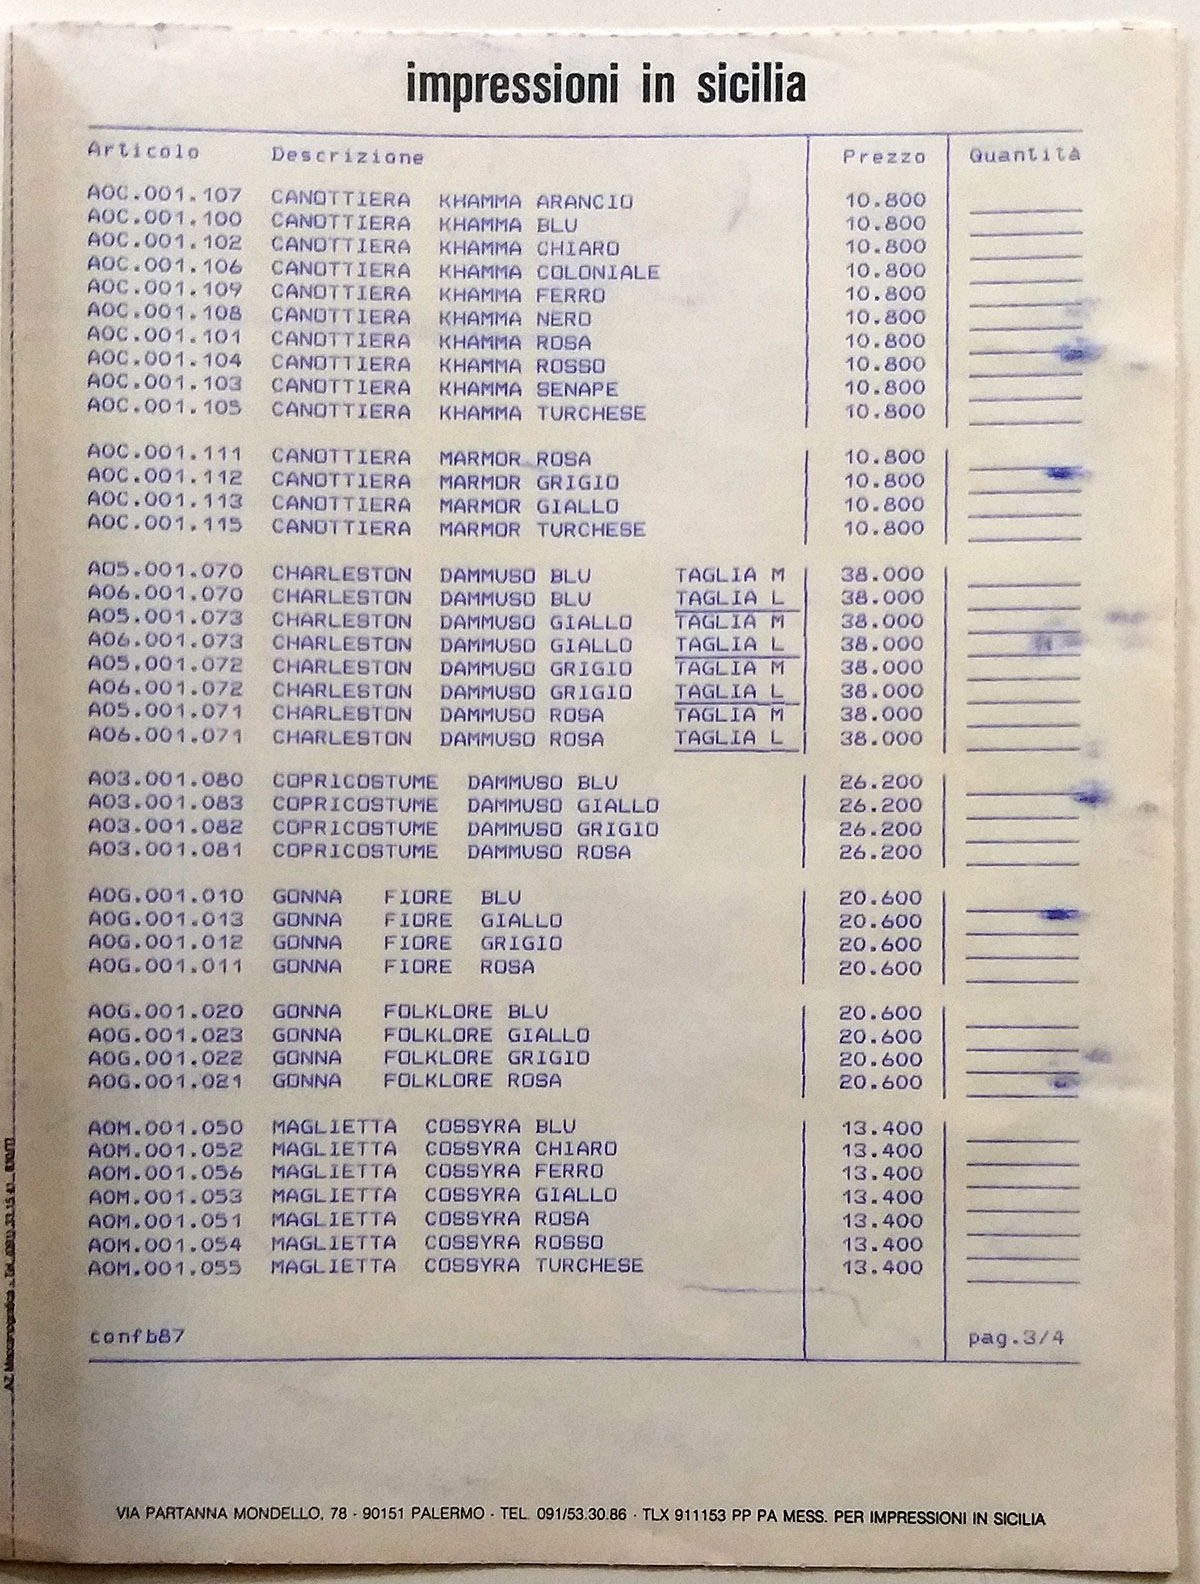 impressioni in sicilia
Articolo Descrizione Prezzo Quantità
AOC.001.107 CANOTTIERA KHAMMA ARANCIO 10.800
AOC.001.100 CANOTTIERA KHAMMA BLU 10.800
AOC.001.102 CANOTTIERA KHAMMA CHIARO 10.800
AOC.001.106 CANOTTIERA KHAMMA COLONIALE 10.800
AOC.001.109 CANOTTIERA KHAMMA FERRO 10.800
AOC.001.108 CANOTTIERA KHAMMA NERO 10.800
AOC.001.101 CANOTTIERA KHAMMA ROSA 10.800
AOC.001.104 CANOTTIERA KHAMMA ROSSO 10.800
AOC.001.103 CANOTTIERA KHAMMA SENAPE 10.800
AOC.001.105 CANOTTIERA KHAMMA TURCHESE 10.800
AOC.001.111 CANOTTIERA MARMOR ROSA 10.800
AOC.001.112 CANOTTIERA MARMOR GRIGIO 10.800
AOC.001.113 CANOTTIERA MARMOR GIALLO 10.800
AOC.001.115 CANOTTIERA MARMOR TURCHESE 10.800
A05.001.070 CHARLESTON DAMMUSO BLU TAGLIA M 38.000
A06.001.070 CHARLESTON DAMMUSO BLU TAGLIA L 38.000
A05.001.073 CHARLESTON DAMMUSO GIALLO TAGLIA M 38.000
A06.001.073 CHARLESTON DAMMUSO GIALLO TAGLIA L 38.000
A05.001.072 CHARLESTON DAMMUSO GRIGIO TAGLIA M 38.000
A06.001.072 CHARLESTON DAMMUSO GRIGIO TAGLIA L 38.000
A05.001.071 CHARLESTON DAMMUSO ROSA TAGLIA M 38.000
A06.001.071 CHARLESTON DAMMUSO ROSA TAGLIA L 38.000
A03.001.080 COPRICOSTUME DAMMUSO BLU 26.200
A03.001.083 COPRICOSTUME DAMMUSO GIALLO 26.200
A03.001.082 COPRICOSTUME DAMMUSO GRIGIO 26.200
A03.001.081 COPRICOSTUME DAMMUSO ROSA 26.200
AOG.001.010 GONNA FIORE BLU 20.600
AOG.001.013 GONNA FIORE GIALLO 20.600
AOG.001.012 GONNA FIORE GRIGIO 20.600
AOG.001.011 GONNA FIORE ROSA 20.600
AOG.001.020 GONNA FOLKLORE BLU 20.600
AOG.001.023 GONNA FOLKLORE GIALLO 20.600
AOG.001.022 GONNA FOLKLORE GRIGIO 20.600
AOG.001.021 GONNA FOLKLORE ROSA 20.600
AOM.001.050 MAGLIETTA COSSYRA BLU 13.400
AOM.001.052 MAGLIETTA COSSYRA CHIARO 13.400
AOM.001.056 MAGLIETTA COSSYRA FERRO 13.400
AOM.001.053 MAGLIETTA COSSYRA GIALLO 13.400
AOM.001.051 MAGLIETTA COSSYRA ROSA 13.400
AOM.001.054 MAGLIETTA COSSYRA ROSSO 13.400
AOM.001.055 MAGLIETTA COSSYRA TURCHESE 13.400
confb87 pag.3/4
VIA PARTANNA MONDELLO, 78 - 90151 PALERMO - TEL. 091/53.30.86 - TLX 911153 PP PA MESS. PER IMPRESSIONI IN SICILIA
AZ Meccanografica - Tel. (091)